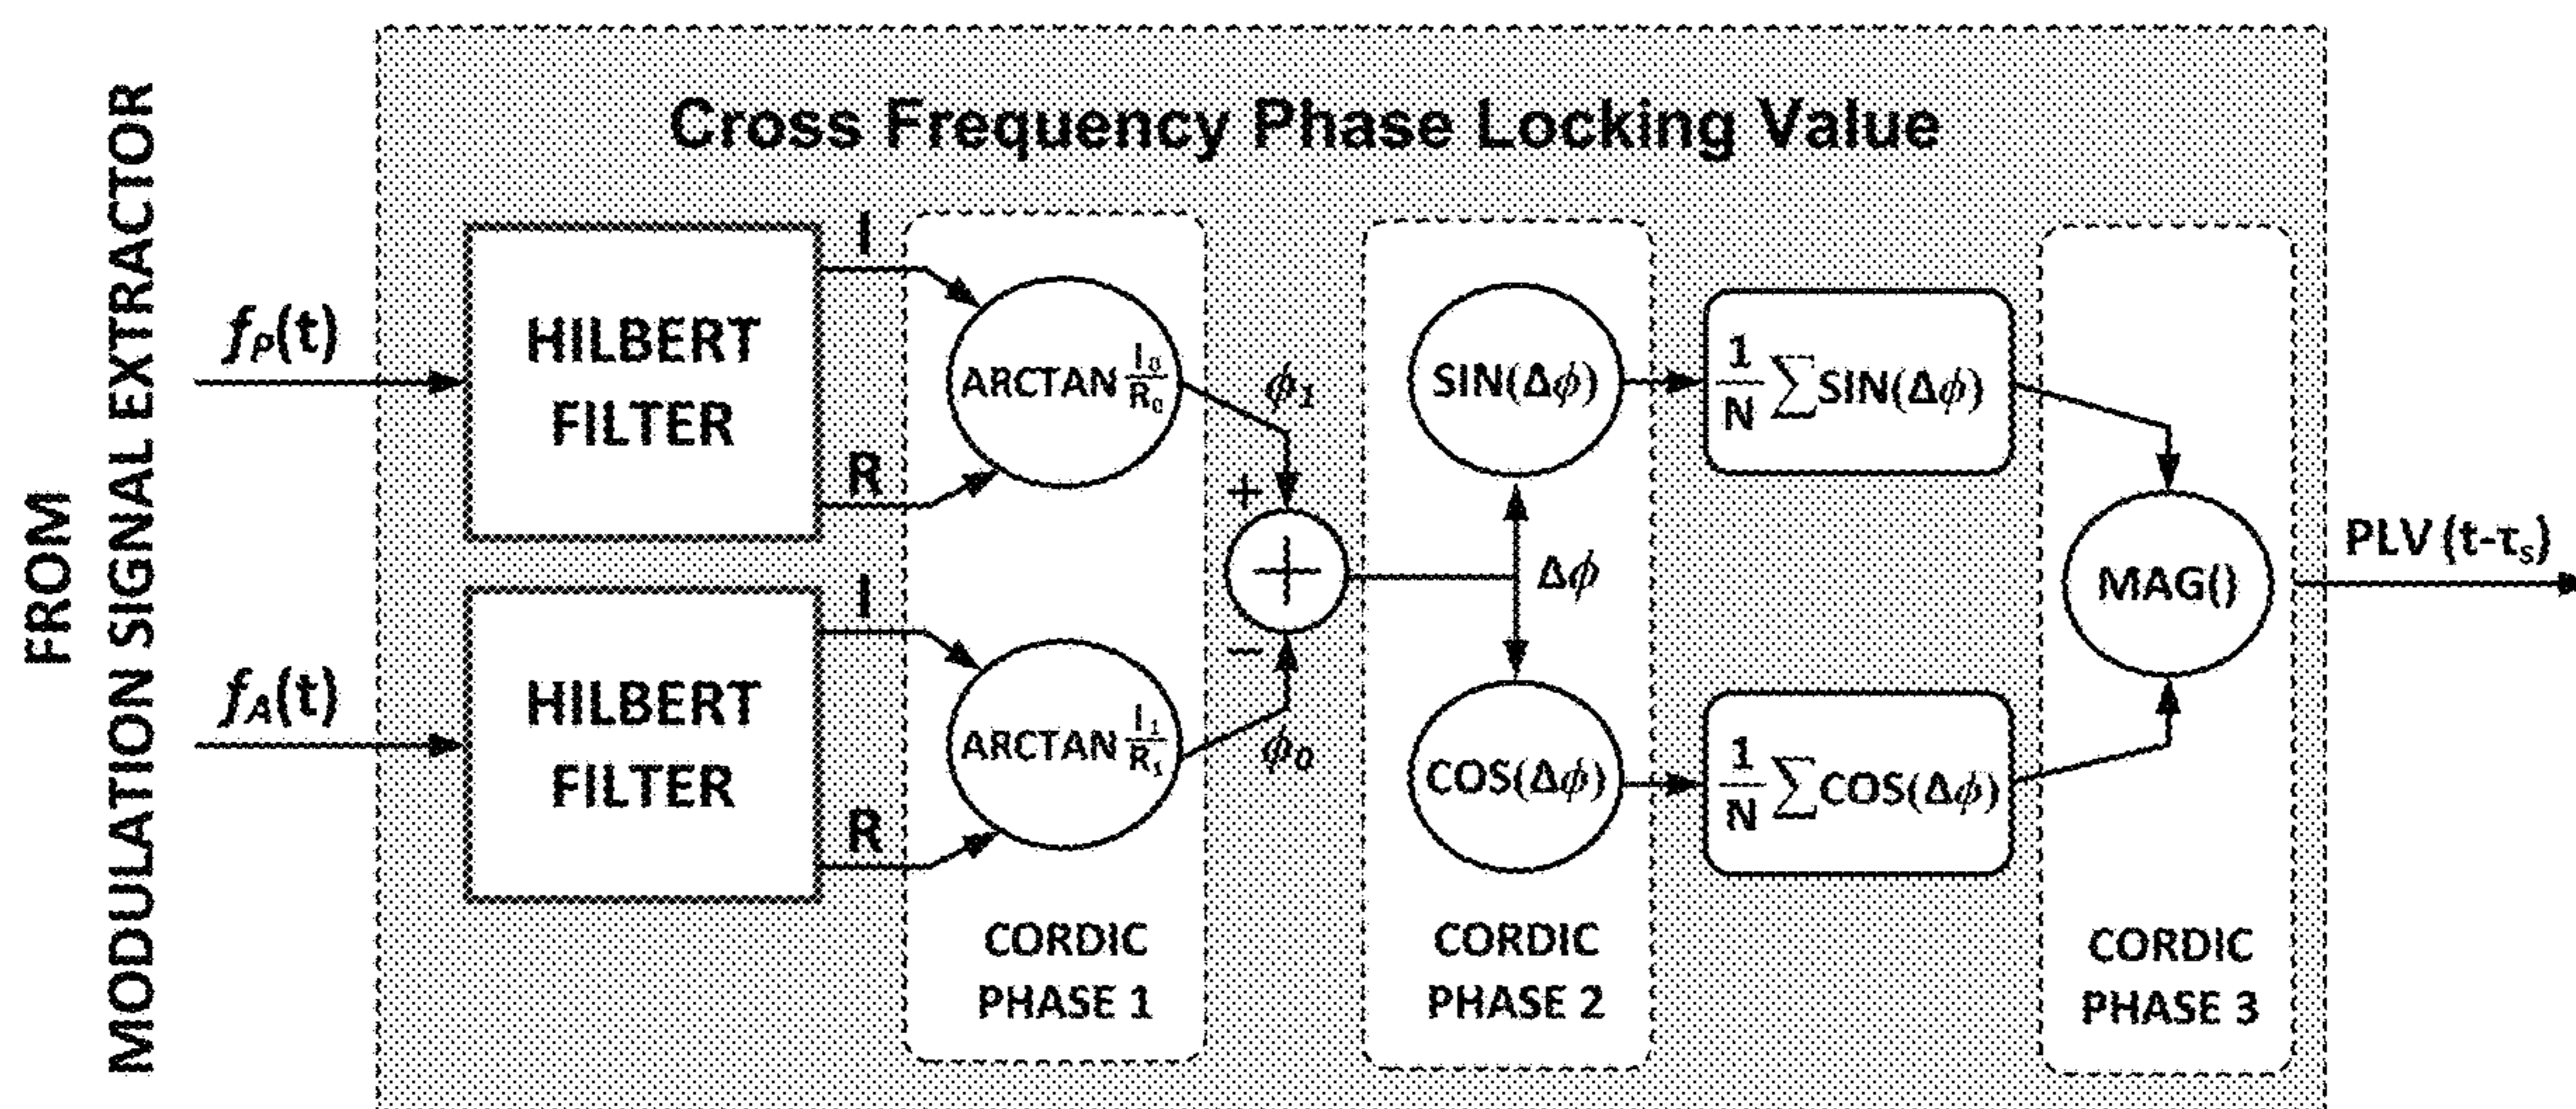 FROM
MODULATION SIGNAL EXTRACTOR
Cross Frequency Phase Locking Value
fP(t)
HILBERT
FILTER
I
R
ARCTAN I0/R0
ϕ1
+
fA(t)
HILBERT
FILTER
I
R
ARCTAN I1/R1
ϕ0
−
+
CORDIC
PHASE 1
SIN(Δϕ)
Δϕ
COS(Δϕ)
CORDIC
PHASE 2
1/N ∑SIN(Δϕ)
1/N ∑COS(Δϕ)
MAG()
CORDIC
PHASE 3
PLV (t-τs)